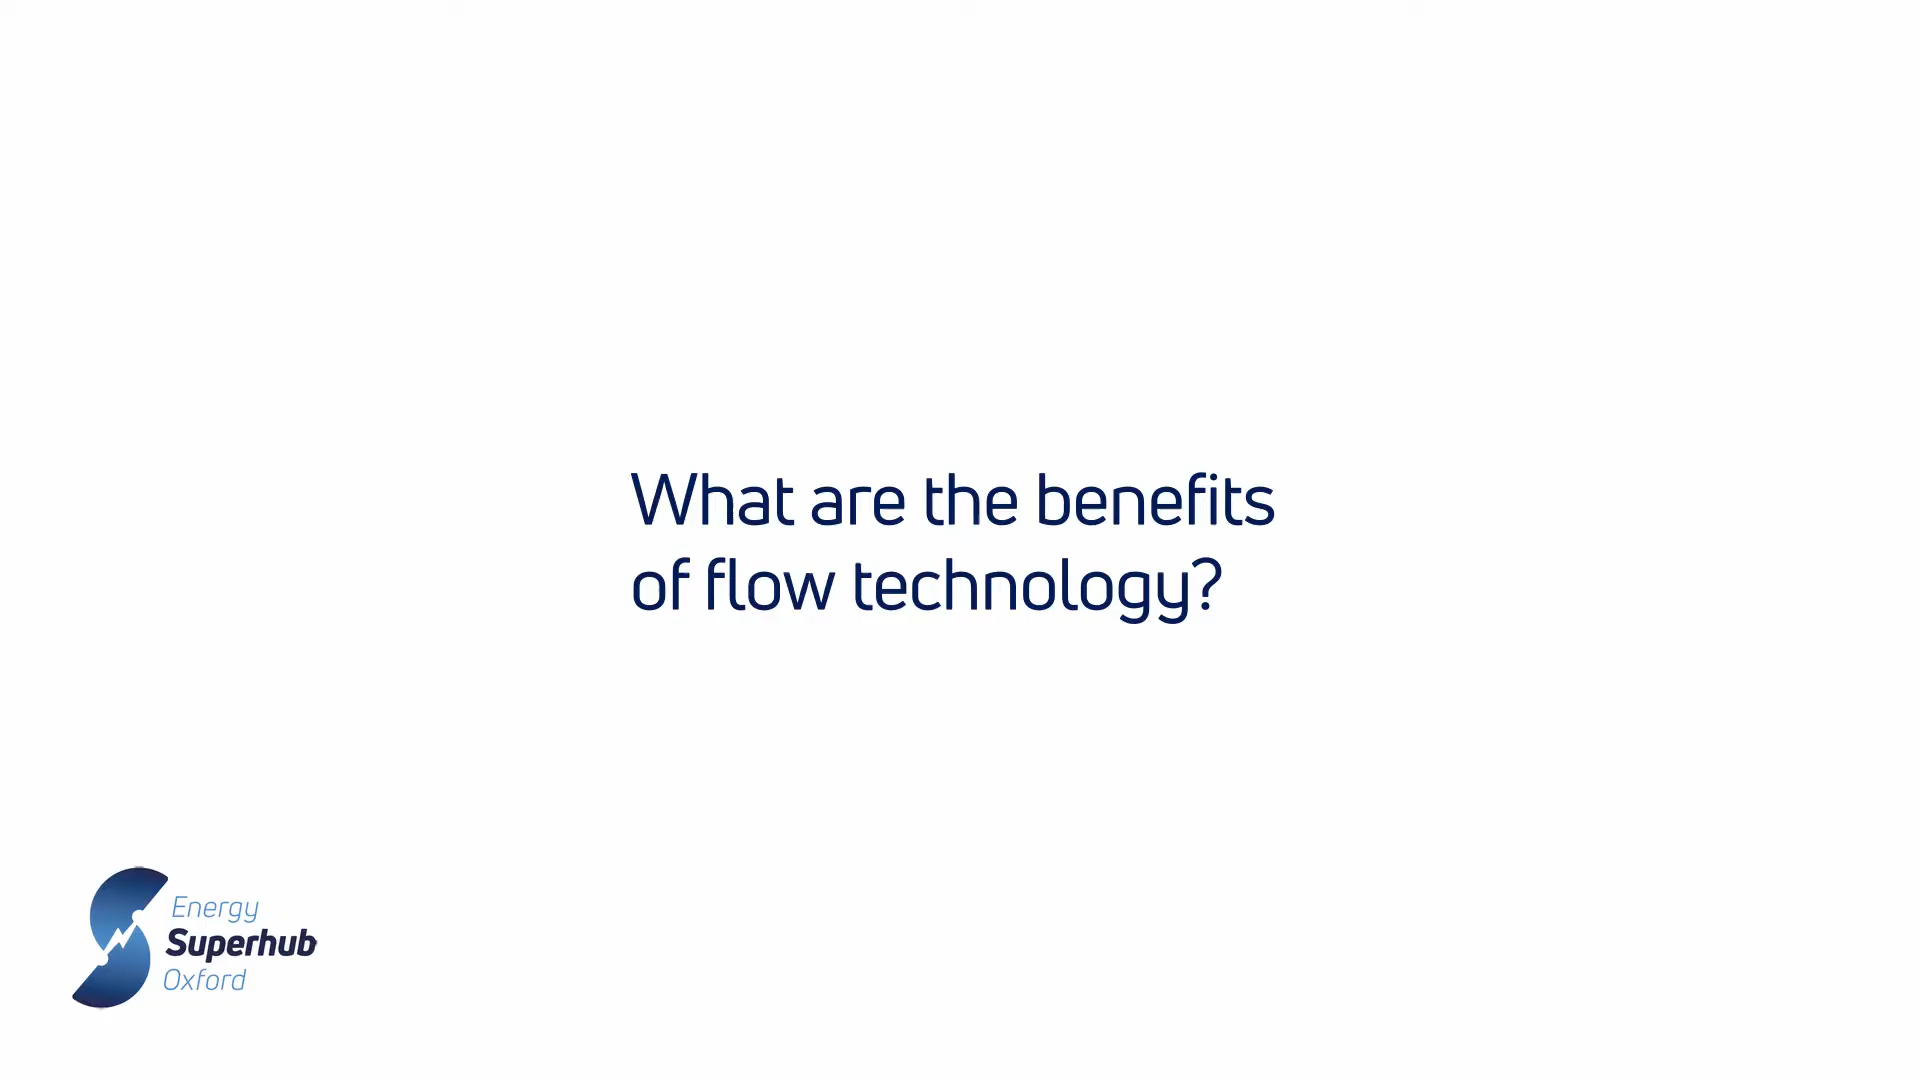 What are the benefits
of flow technology?
Energy
Superhub
Oxford